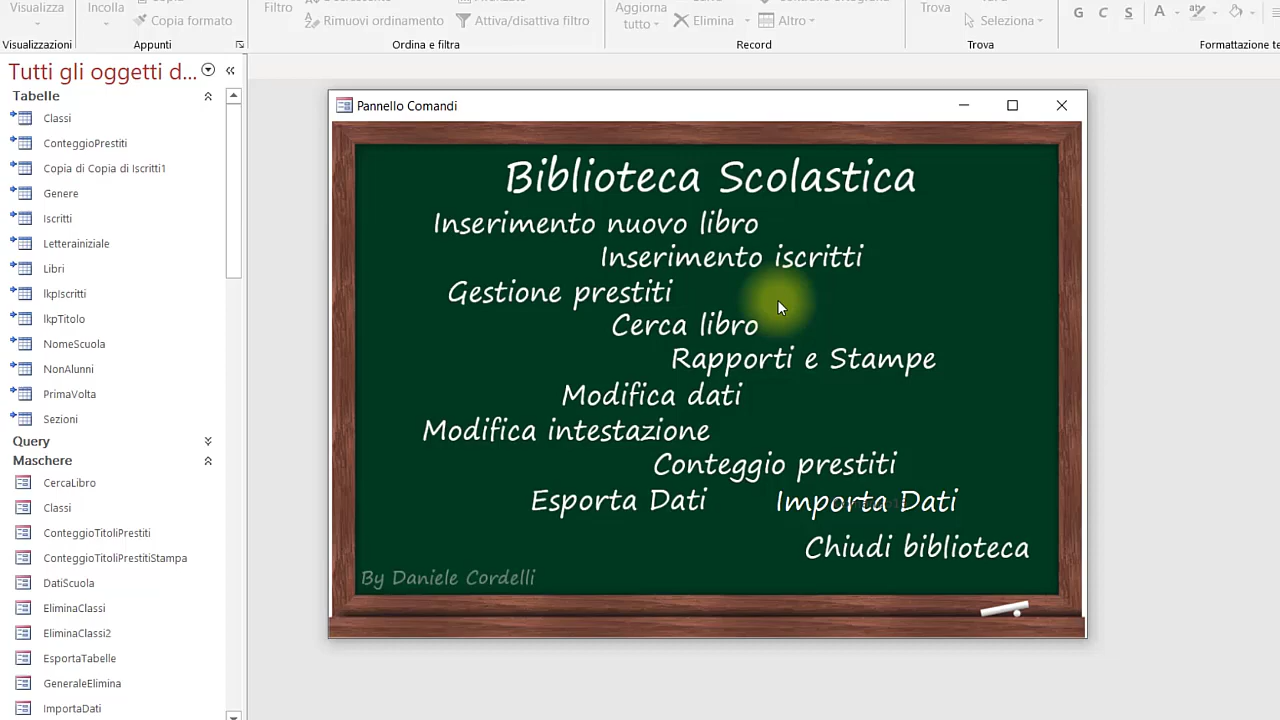 Visualizza
Incolla
Copia formato
Visualizzazioni
Appunti
Filtro
Rimuovi ordinamento
Attiva/disattiva filtro
Ordina e filtra
Aggiorna
tutto
Elimina
Altro
Record
Trova
Seleziona
Trova
G C S A
Formattazione te
Tutti gli oggetti d...
Tabelle
Classi
ConteggioPrestiti
Copia di Copia di Iscritti1
Genere
Iscritti
Letterainiziale
Libri
lkpIscritti
lkpTitolo
NomeScuola
NonAlunni
PrimaVolta
Sezioni
Query
Maschere
CercaLibro
Classi
ConteggioTitoliPrestiti
ConteggioTitoliPrestitiStampa
DatiScuola
EliminaClassi
EliminaClassi2
EsportaTabelle
GeneraleElimina
ImportaDati
Pannello Comandi
Biblioteca Scolastica
Inserimento nuovo libro
Inserimento iscritti
Gestione prestiti
Cerca libro
Rapporti e Stampe
Modifica dati
Modifica intestazione
Conteggio prestiti
Esporta Dati Importa Dati
Chiudi biblioteca
By Daniele Cordelli